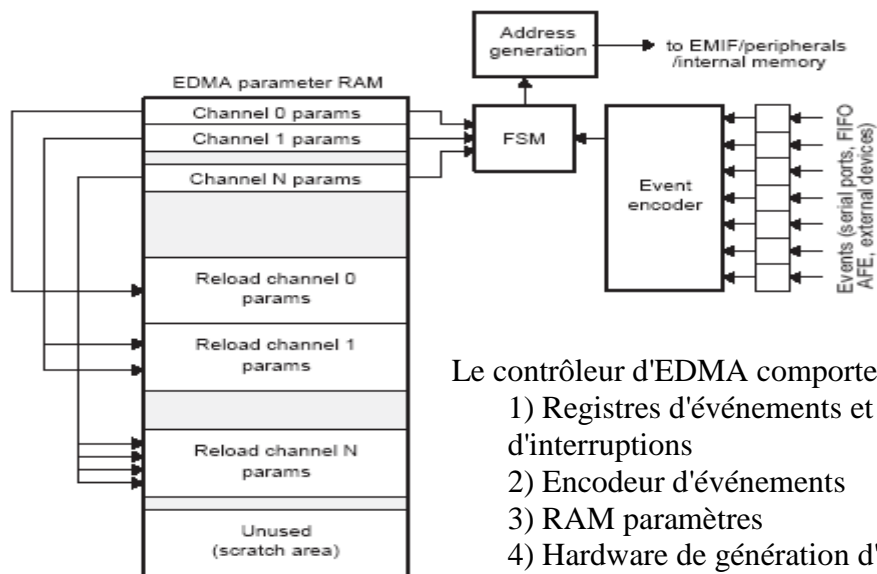 Address
generation
to EMIF/peripherals
/internal memory
EDMA parameter RAM
Channel 0 params
Channel 1 params
Channel N params
FSM
Event
encoder
Events (serial ports, FIFO
AFE, external devices)
Reload channel 0
params
Reload channel 1
params
Reload channel N
params
Unused
(scratch area)
Le contrôleur d'EDMA comporte
1) Registres d'événements et
d'interruptions
2) Encodeur d'événements
3) RAM paramètres
4) Hardware de génération d'